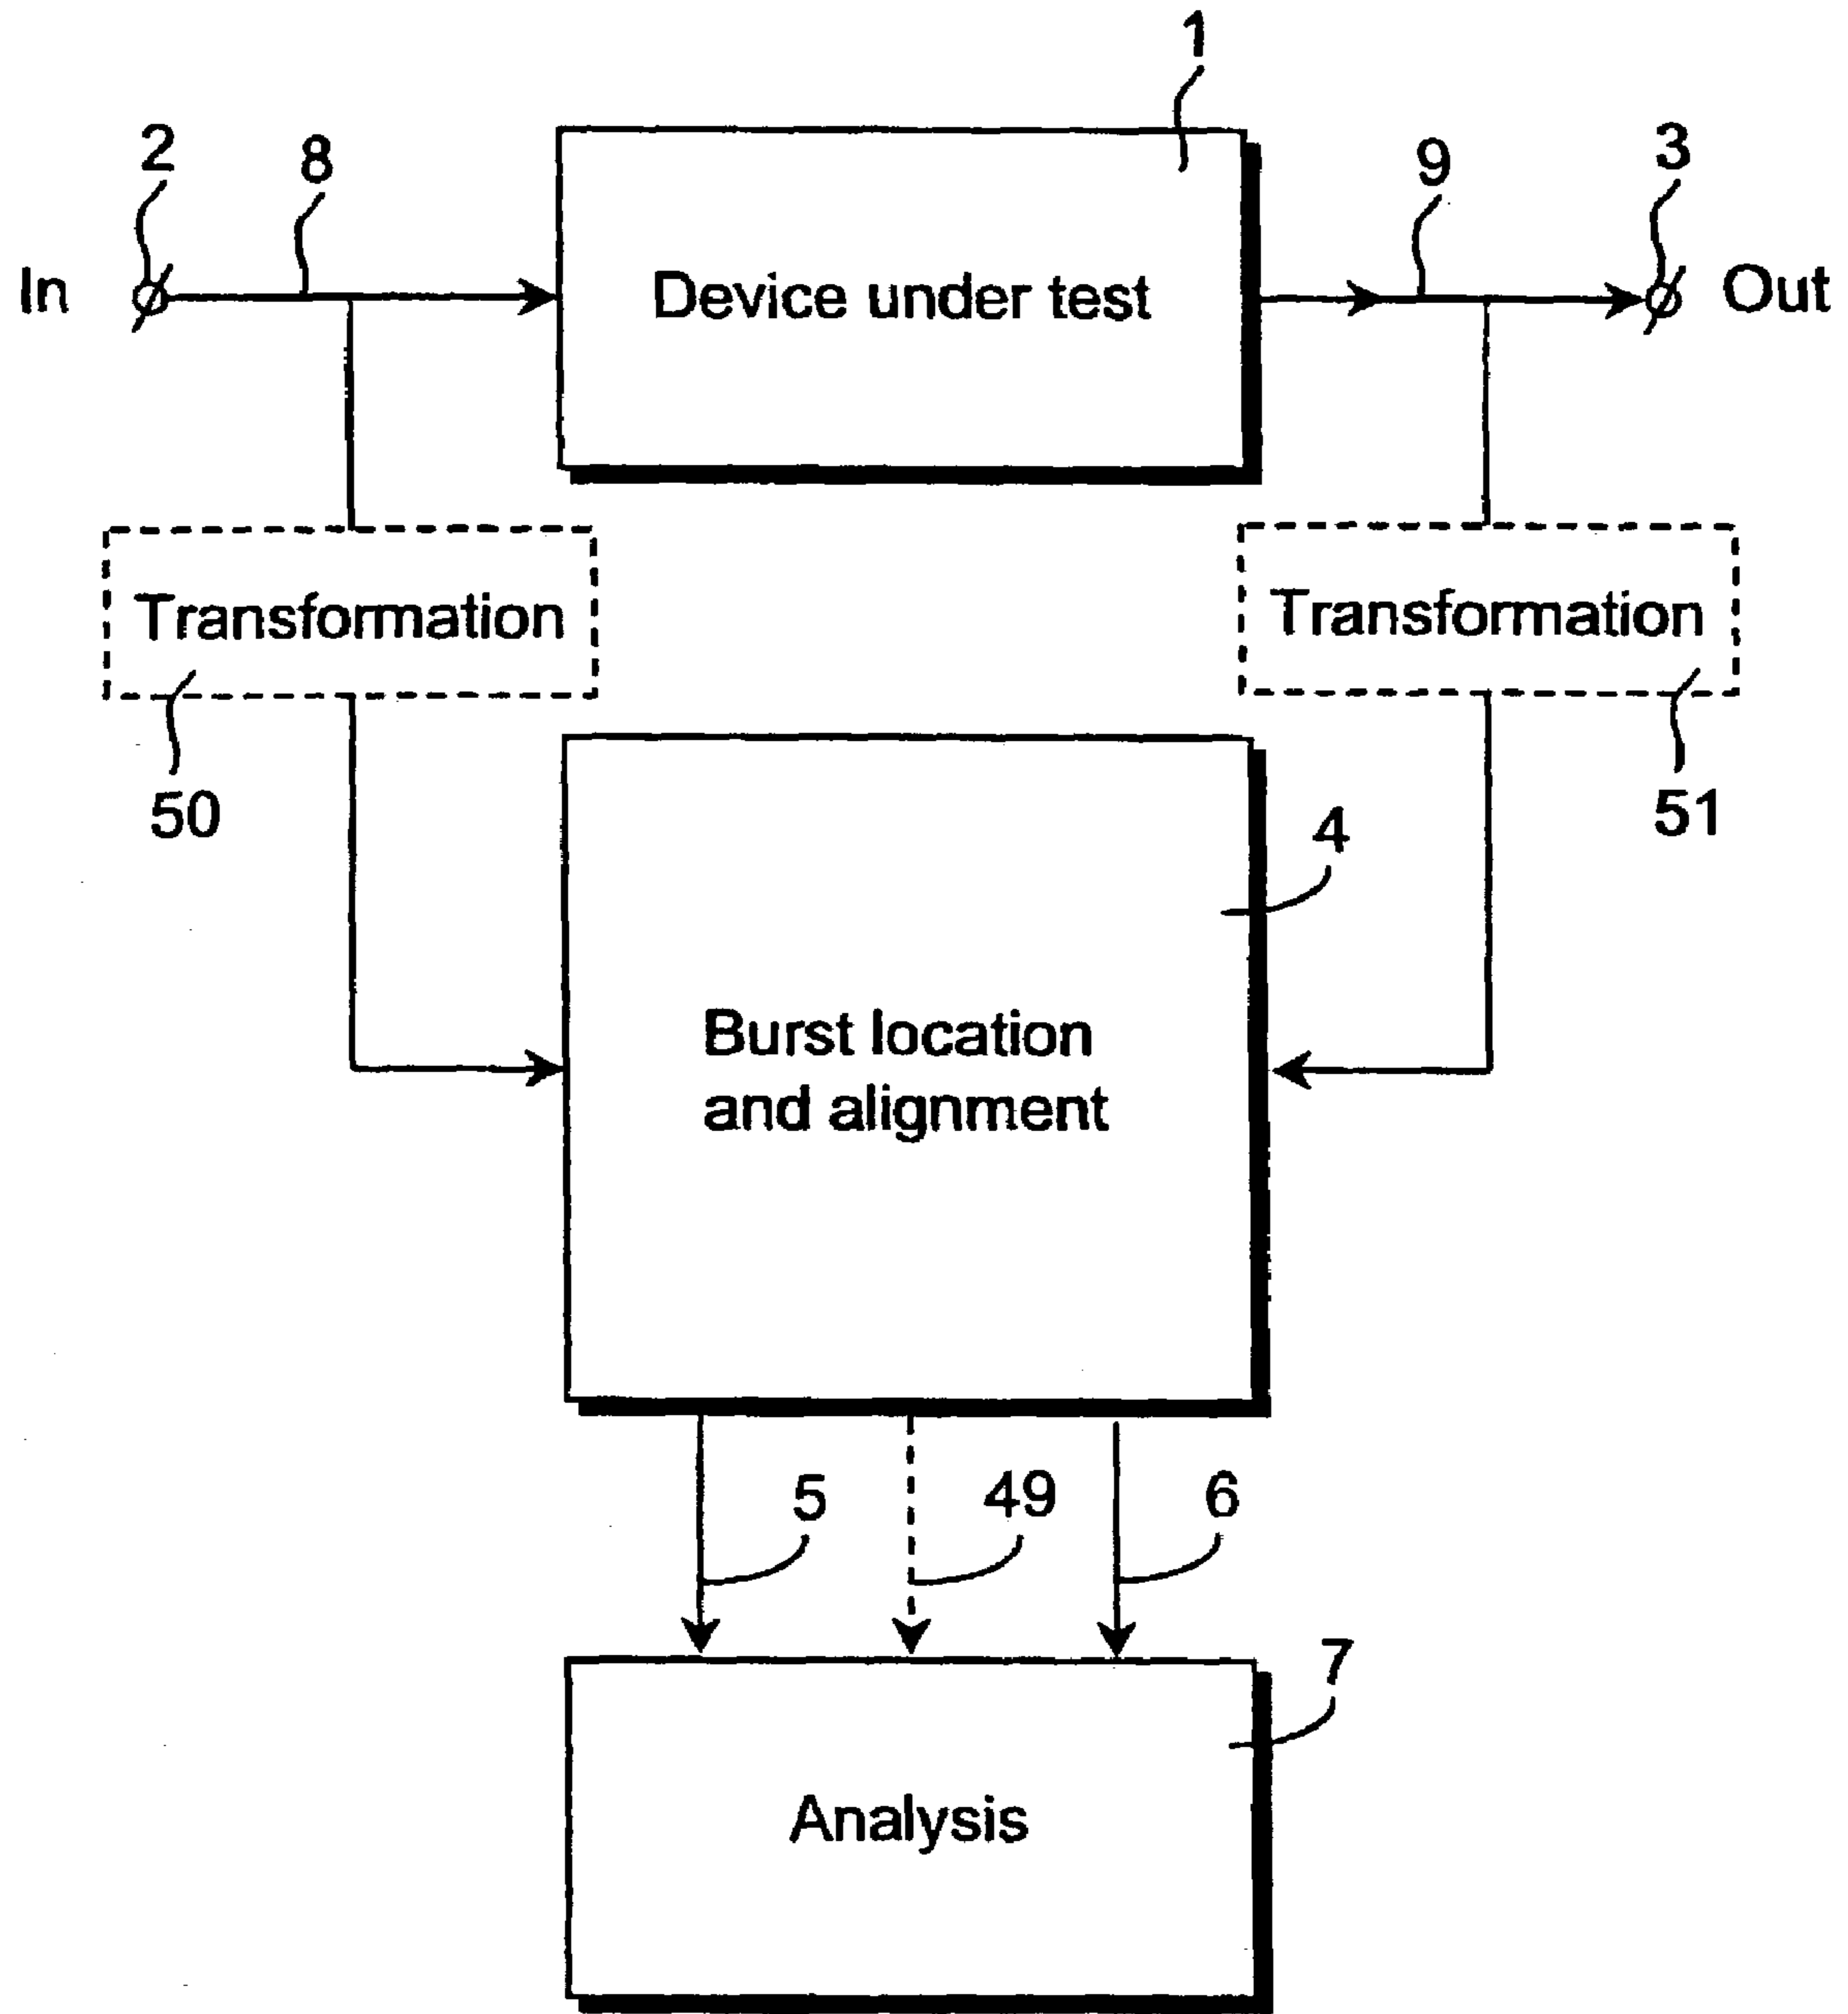 1
2
8
9
3
In
Device under test
Out
Transformation
Transformation
50
51
4
Burst location
and alignment
5
49
6
7
Analysis